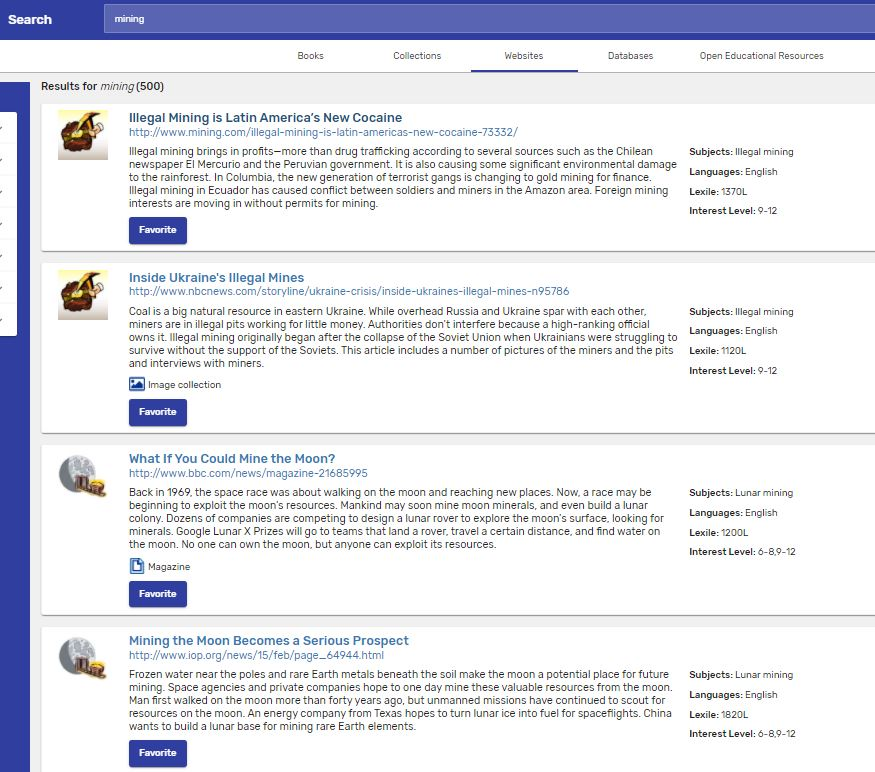 Search
mining
Books
Collections
Websites
Databases
Open Educational Resources
Results for mining (500)
Illegal Mining is Latin America's New Cocaine
http://www.mining.com/illegal-mining-is-latin-americas-new-cocaine-73332/
Illegal mining brings in profits—more than drug trafficking according to several sources such as the Chilean
newspaper El Mercurio and the Peruvian government. It is also causing some significant environmental damage
to the rainforest. In Columbia, the new generation of terrorist gangs is changing to gold mining for finance.
Illegal mining in Ecuador has caused conflict between soldiers and miners in the Amazon area. Foreign mining
interests are moving in without permits for mining.
Subjects: Illegal mining
Languages: English
Lexile: 1370L
Interest Level: 9-12
Favorite
Inside Ukraine's Illegal Mines
http://www.nbcnews.com/storyline/ukraine-crisis/inside-ukraines-illegal-mines-n95786
Coal is a big natural resource in eastern Ukraine. While overhead Russia and Ukraine spar with each other,
miners are in illegal pits working for little money. Authorities don't interfere because a high-ranking official
owns it. Illegal mining originally began after the collapse of the Soviet Union when Ukrainians were struggling to
survive without the support of the Soviets. This article includes a number of pictures of the miners and the pits
and interviews with miners.
Subjects: Illegal mining
Languages: English
Lexile: 1120L
Interest Level: 9-12
Image collection
Favorite
What If You Could Mine the Moon?
http://www.bbc.com/news/magazine-21685995
Back in 1969, the space race was about walking on the moon and reaching new places. Now, a race may be
beginning to exploit the moon's resources. Mankind may soon mine moon minerals, and even build a lunar
colony. Dozens of companies are competing to design a lunar rover to explore the moon's surface, looking for
minerals. Google Lunar X Prizes will go to teams that land a rover, travel a certain distance, and find water on
the moon. No one can own the moon, but anyone can exploit its resources.
Subjects: Lunar mining
Languages: English
Lexile: 1200L
Interest Level: 6-8,9-12
Magazine
Favorite
Mining the Moon Becomes a Serious Prospect
http://www.iop.org/news/15/feb/page_64944.html
Frozen water near the poles and rare Earth metals beneath the soil make the moon a potential place for future
mining. Space agencies and private companies hope to one day mine these valuable resources from the moon.
Man first walked on the moon more than forty years ago, but unmanned missions have continued to scout for
resources on the moon. An energy company from Texas hopes to turn lunar ice into fuel for spaceflights. China
wants to build a lunar base for mining rare Earth elements.
Subjects: Lunar mining
Languages: English
Lexile: 1820L
Interest Level: 6-8,9-12
Favorite